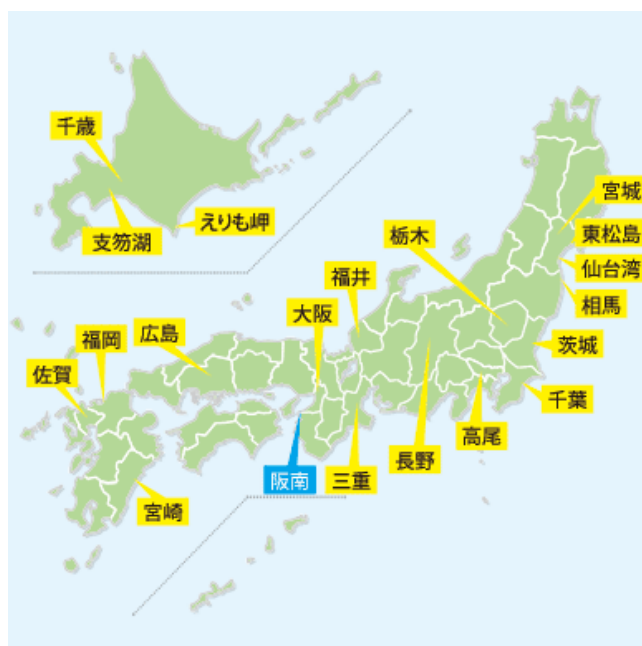 千歳
支笏湖
えりも岬
宮城
東松島
仙台湾
相馬
栃木
茨城
千葉
福井
大阪
広島
福岡
佐賀
高尾
長野
三重
阪南
宮崎